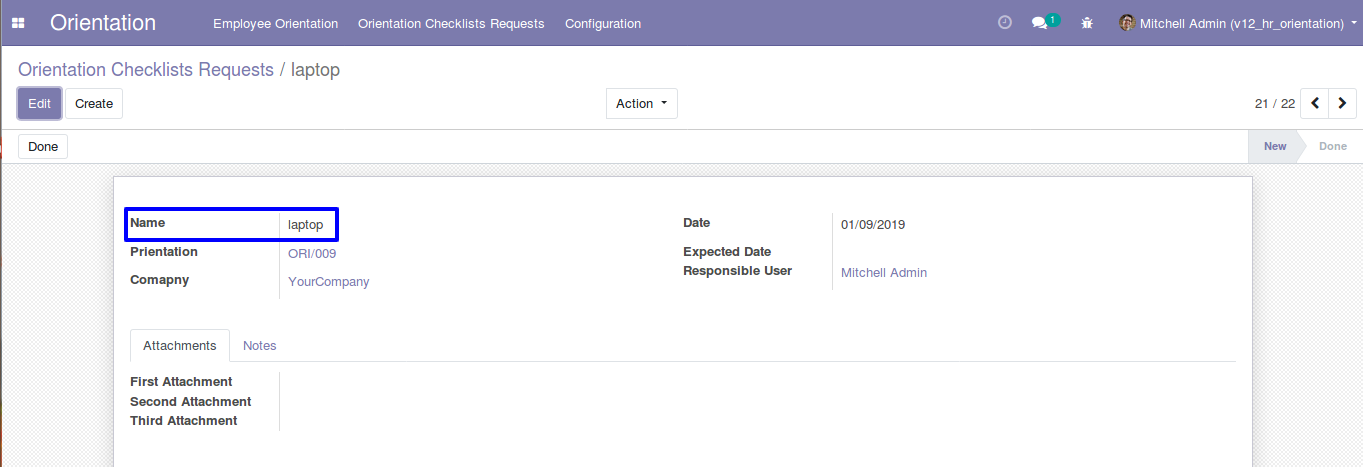 Orientation Employee Orientation Orientation Checklists Requests Configuration 1 Mitchell Admin (v12_hr_orientation)
Orientation Checklists Requests / laptop
Edit Create Action 21 / 22
Done New Done
Name laptop Date 01/09/2019
Prientation ORI/009 Expected Date
Responsible User Mitchell Admin
Comapny YourCompany
Attachments Notes
First Attachment
Second Attachment
Third Attachment